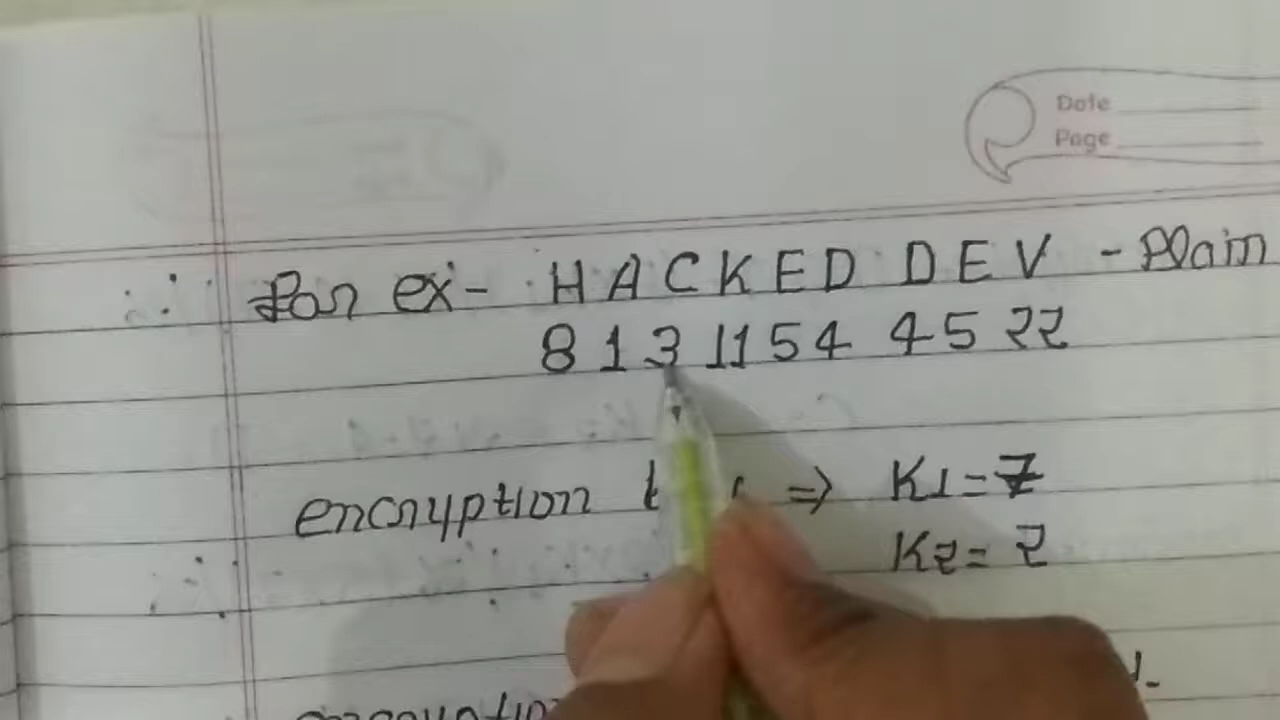 Date
Page
∴ for ex- HACKED DEV - Plain
8 1 3 11 5 4 4 5 22
encryption ⇒ K1=7
K2= 2